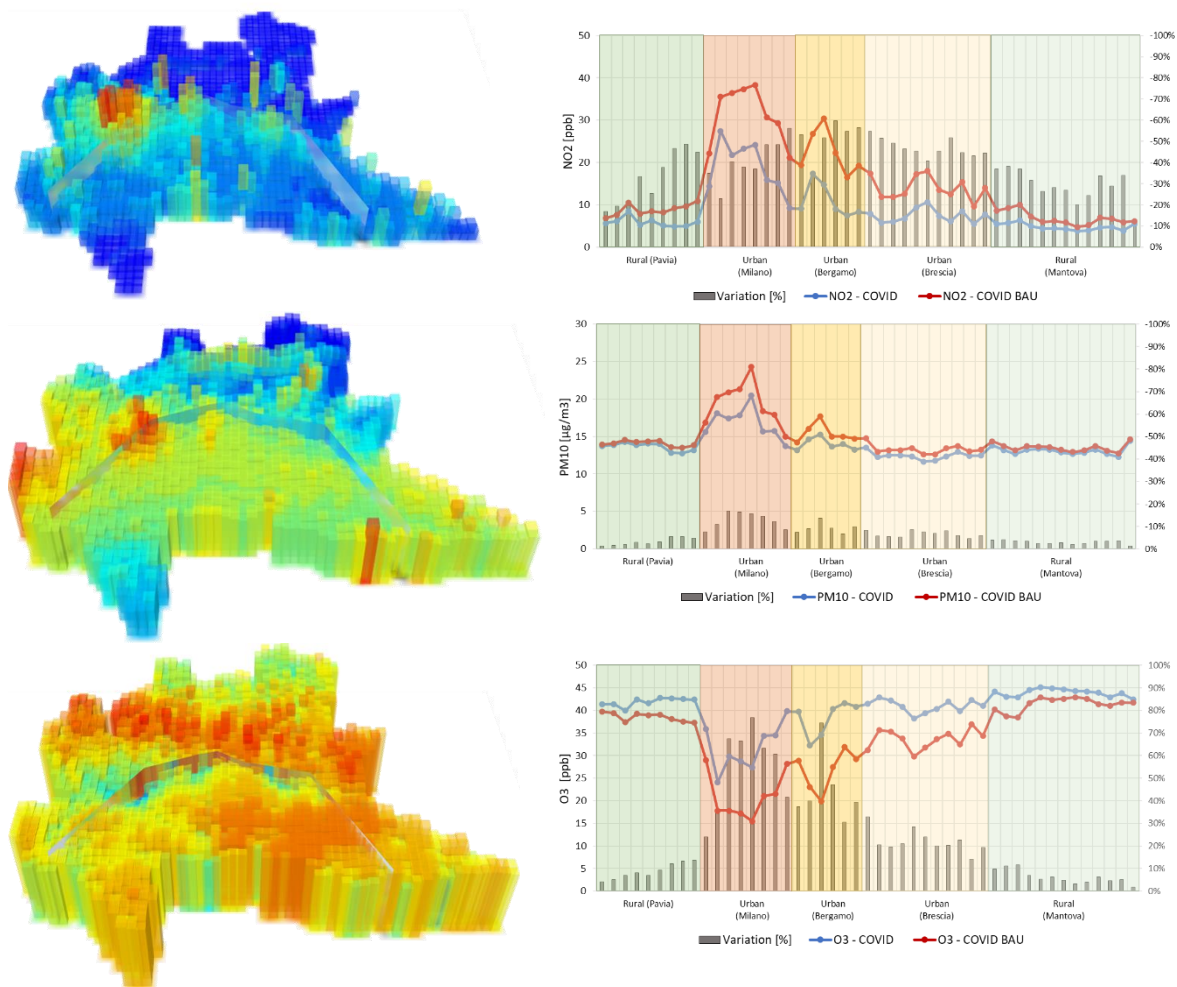 50
40
30
20
10
0
NO2 [ppb]
-100%
-90%
-80%
-70%
-60%
-50%
-40%
-30%
-20%
-10%
0%
Rural (Pavia)
Urban
(Milano)
Urban
(Bergamo)
Urban
(Brescia)
Rural
(Mantova)
Variation [%] NO2 - COVID NO2 - COVID BAU
30
25
20
15
10
5
0
PM10 [µg/m3]
-100%
-90%
-80%
-70%
-60%
-50%
-40%
-30%
-20%
-10%
0%
Rural (Pavia)
Urban
(Milano)
Urban
(Bergamo)
Urban
(Brescia)
Rural
(Mantova)
Variation [%] PM10 - COVID PM10 - COVID BAU
50
45
40
35
30
25
20
15
10
5
0
O3 [ppb]
100%
90%
80%
70%
60%
50%
40%
30%
20%
10%
0%
Rural (Pavia)
Urban
(Milano)
Urban
(Bergamo)
Urban
(Brescia)
Rural
(Mantova)
Variation [%] O3 - COVID O3 - COVID BAU